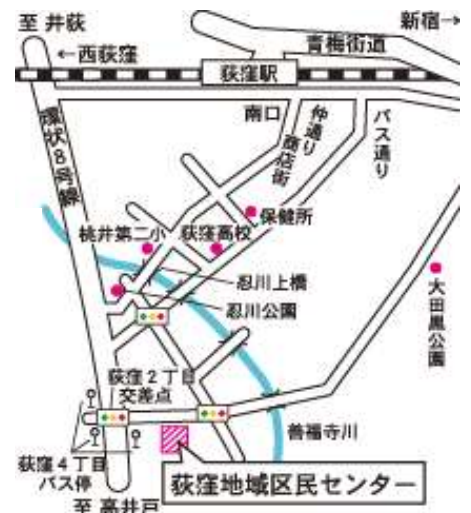 至 井荻
新宿→
←西荻窪
青梅街道
荻窪駅
環状8号線
南口
仲通り
商店街
バス通り
保健所
桃井第二小
荻窪高校
忍川上橋
忍川公園
大田黒公園
荻窪2丁目
交差点
善福寺川
荻窪4丁目
バス停
荻窪地域区民センター
至 高井戸